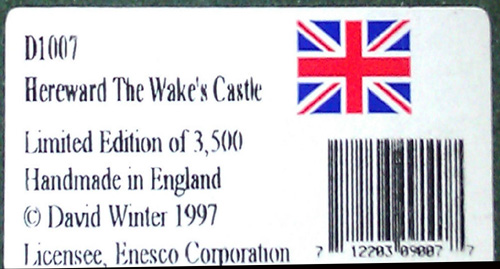 D1007
Hereward The Wake's Castle
Limited Edition of 3,500
Handmade in England
© David Winter 1997
Licensee, Enesco Corporation
7 12203 09007 7